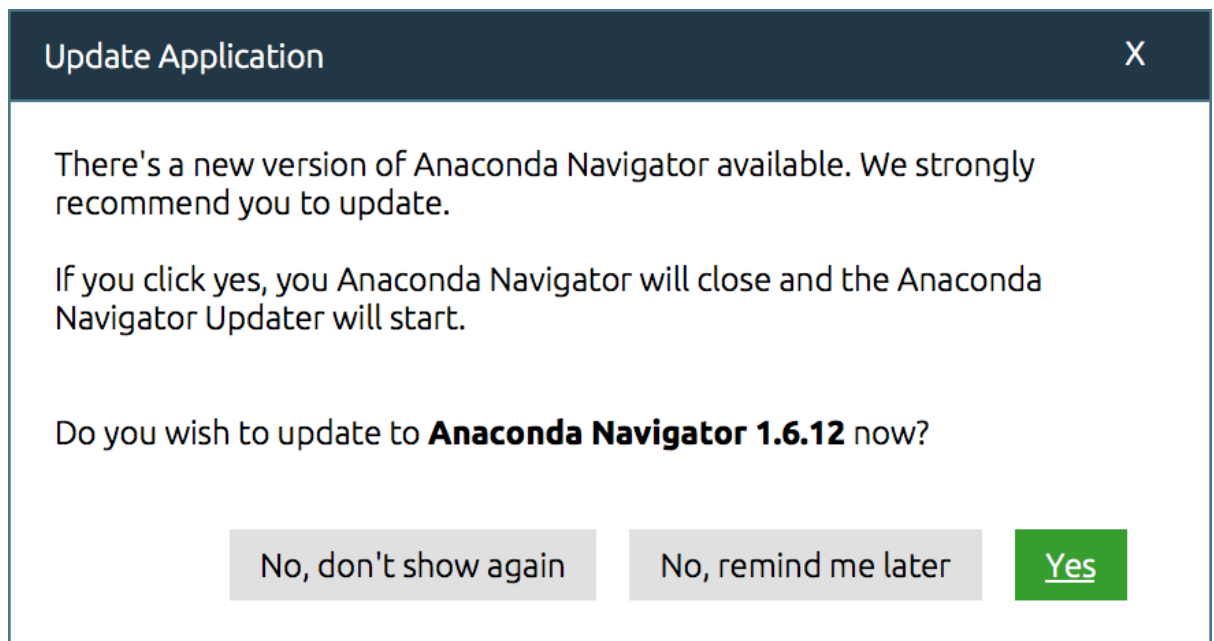 Update Application X
There's a new version of Anaconda Navigator available. We strongly
recommend you to update.
If you click yes, you Anaconda Navigator will close and the Anaconda
Navigator Updater will start.
Do you wish to update to Anaconda Navigator 1.6.12 now?
No, don't show again No, remind me later Yes